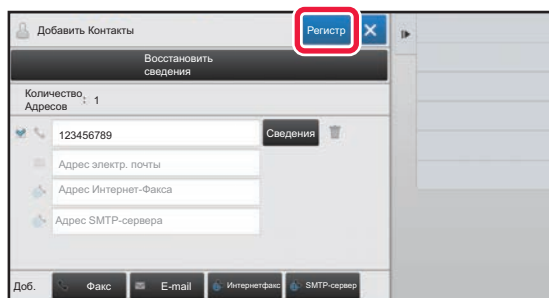 Добавить Контакты
Регистр
Восстановить
сведения
Количество
Адресов : 1
123456789
Сведения
Адрес электр. почты
Адрес Интернет-Факса
Адрес SMTP-сервера
Доб.
Факс
E-mail
Интернетфакс
SMTP-сервер